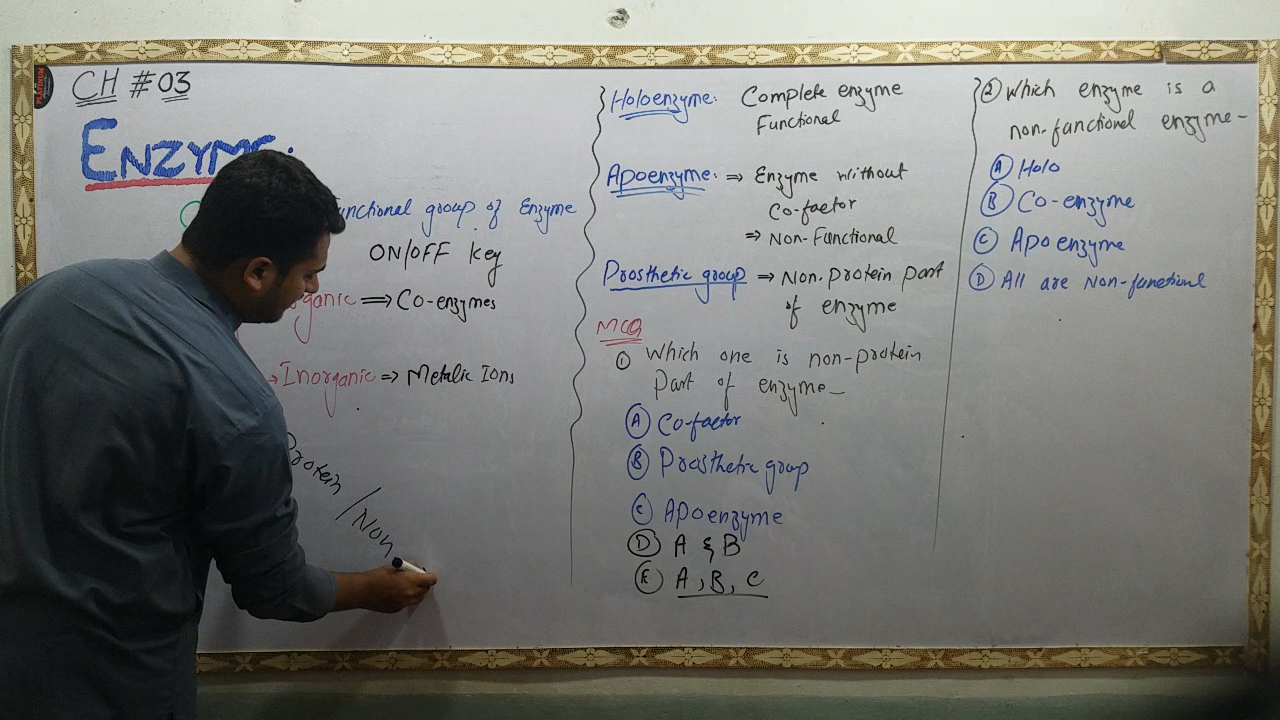 CH # 03
ENZYME:
Functional group of Enzyme
ON/OFF key
organic ⇒ Co-enzymes
→ Inorganic ⇒ Metalic Ions
Protein / Non
Holoenzyme: Complete enzyme
Functional
Apoenzyme: ⇒ Enzyme without
Co-factor
⇒ Non-Functional
Prosthetic group → Non-protein part
of enzyme
MCQ
① Which one is non-protein
Part of enzyme_
Ⓐ Co-factor
Ⓑ Prosthetic group
Ⓒ Apoenzyme
Ⓓ A & B
Ⓔ A, B, C
② Which enzyme is a
non-functional enzyme-
Ⓐ Holo
Ⓑ Co-enzyme
Ⓒ Apoenzyme
Ⓓ All are Non-functional
PLATINUM